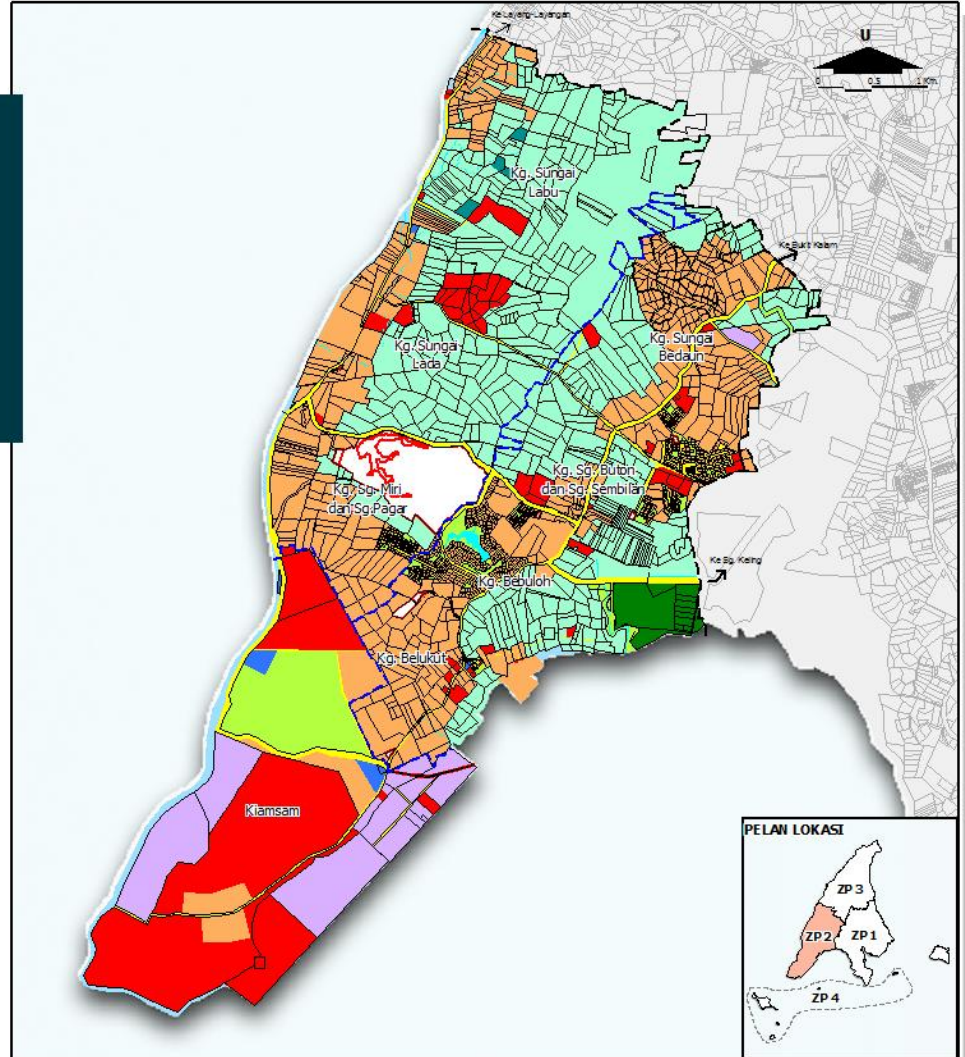 Ke Layang-Layangan
U
0 0.5 1 Km
Kg. Sungai
Labu
Ke Bukit Kalam
Kg. Sungai
Bedaun
Kg. Sungai
Lada
Kg. Sg. Buton
dan Sg. Sembilan
Kg. Sg. Miri
dan Sg.Pagar
Ke Sg. Keling
Kg. Bebuloh
Kg. Belukut
Kiamsam
PELAN LOKASI
ZP 3
ZP 2
ZP 1
ZP 4